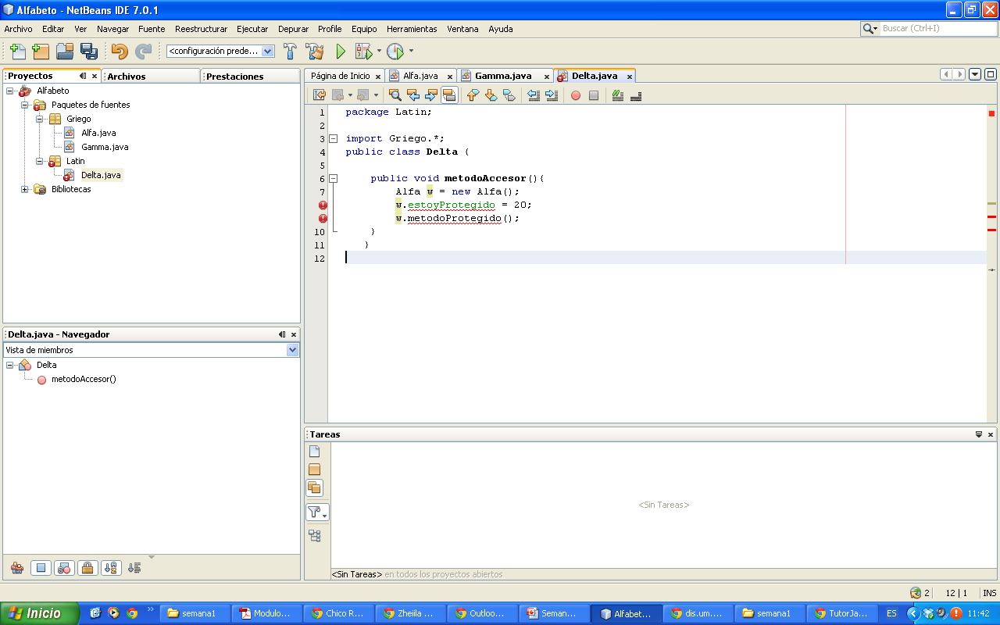 Alfabeto - NetBeans IDE 7.0.1
Archivo Editar Ver Navegar Fuente Reestructurar Ejecutar Depurar Profile Equipo Herramientas Ventana Ayuda
Buscar (Ctrl+I)
<configuración prede...
Proyectos
Archivos
Prestaciones
Alfabeto
Paquetes de fuentes
Griego
Alfa.java
Gamma.java
Latin
Delta.java
Bibliotecas
Delta.java - Navegador
Vista de miembros
Delta
metodoAccesor()
Página de Inicio
Alfa.java
Gamma.java
Delta.java
1 package Latin;
2
3 import Griego.*;
4 public class Delta {
5
6 public void metodoAccesor(){
7 Alfa w = new Alfa();
w.estoyProtegido = 20;
w.metodoProtegido();
10 }
11 }
12
Tareas
<Sin Tareas>
<Sin Tareas> en todos los proyectos abiertos
2 12 | 1 INS
Inicio
semana1
Modulo...
Chico R...
Zheiila ...
Outloo...
Seman...
Alfabet...
dis.um....
semana1
TutorJa...
ES
11:42